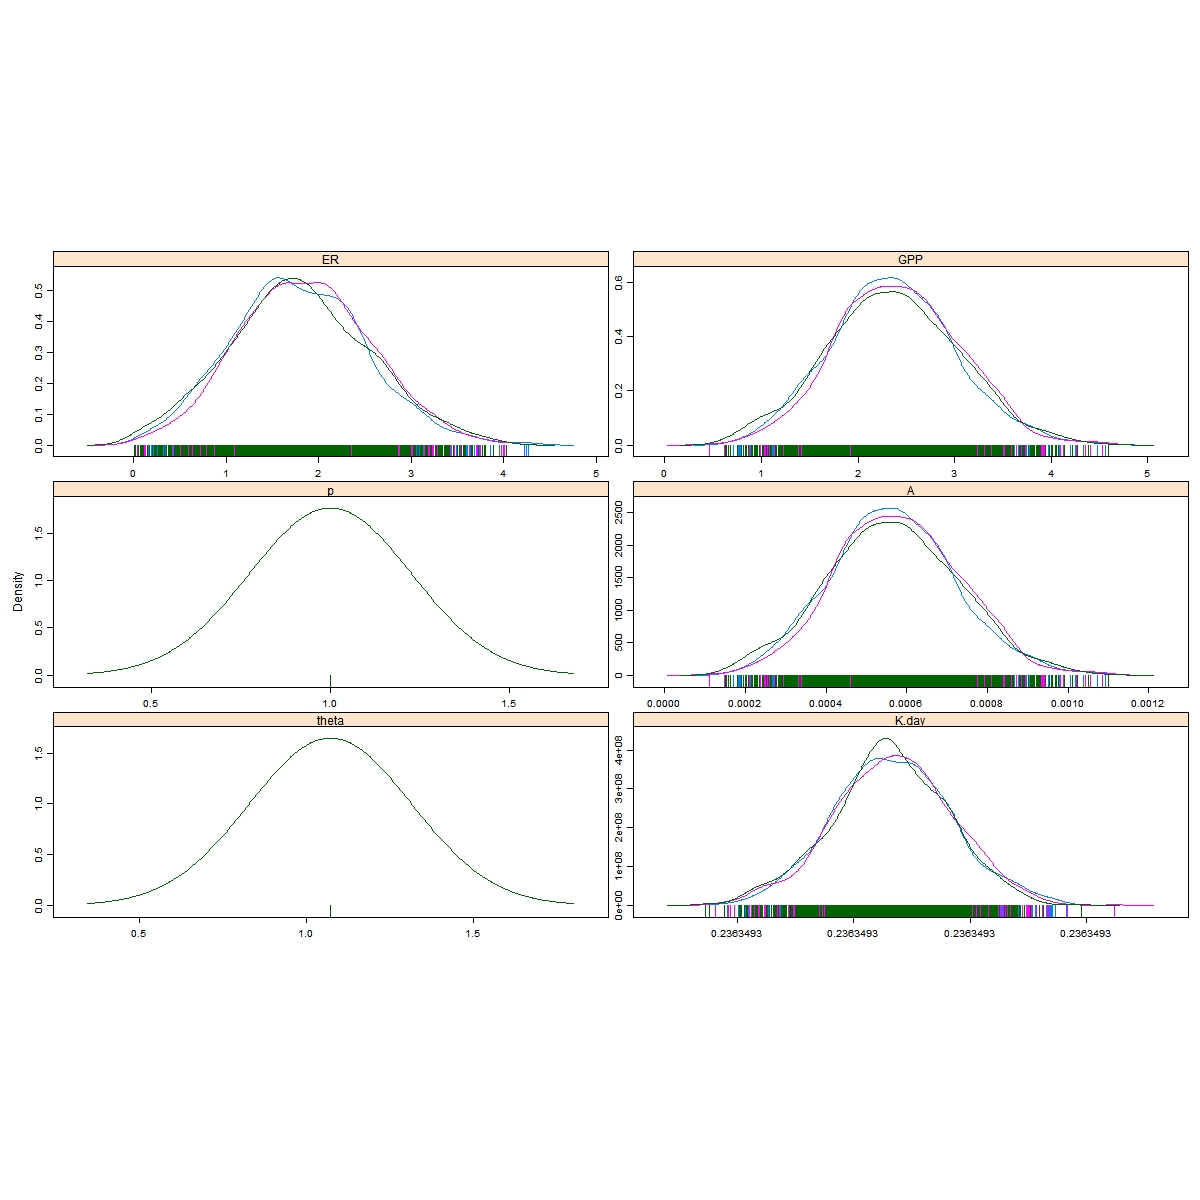 ER
GPP
0.0 0.1 0.2 0.3 0.4 0.5
0.0 0.2 0.4 0.6
0 1 2 3 4 5
0 1 2 3 4 5
p
A
Density
0.0 0.5 1.0 1.5
0 500 1000 1500 2000 2500
0.5 1.0 1.5
0.0000 0.0002 0.0004 0.0006 0.0008 0.0010 0.0012
theta
K.day
0.0 0.5 1.0 1.5
0e+00 1e+08 2e+08 3e+08 4e+08
0.5 1.0 1.5
0.2363493 0.2363493 0.2363493 0.2363493